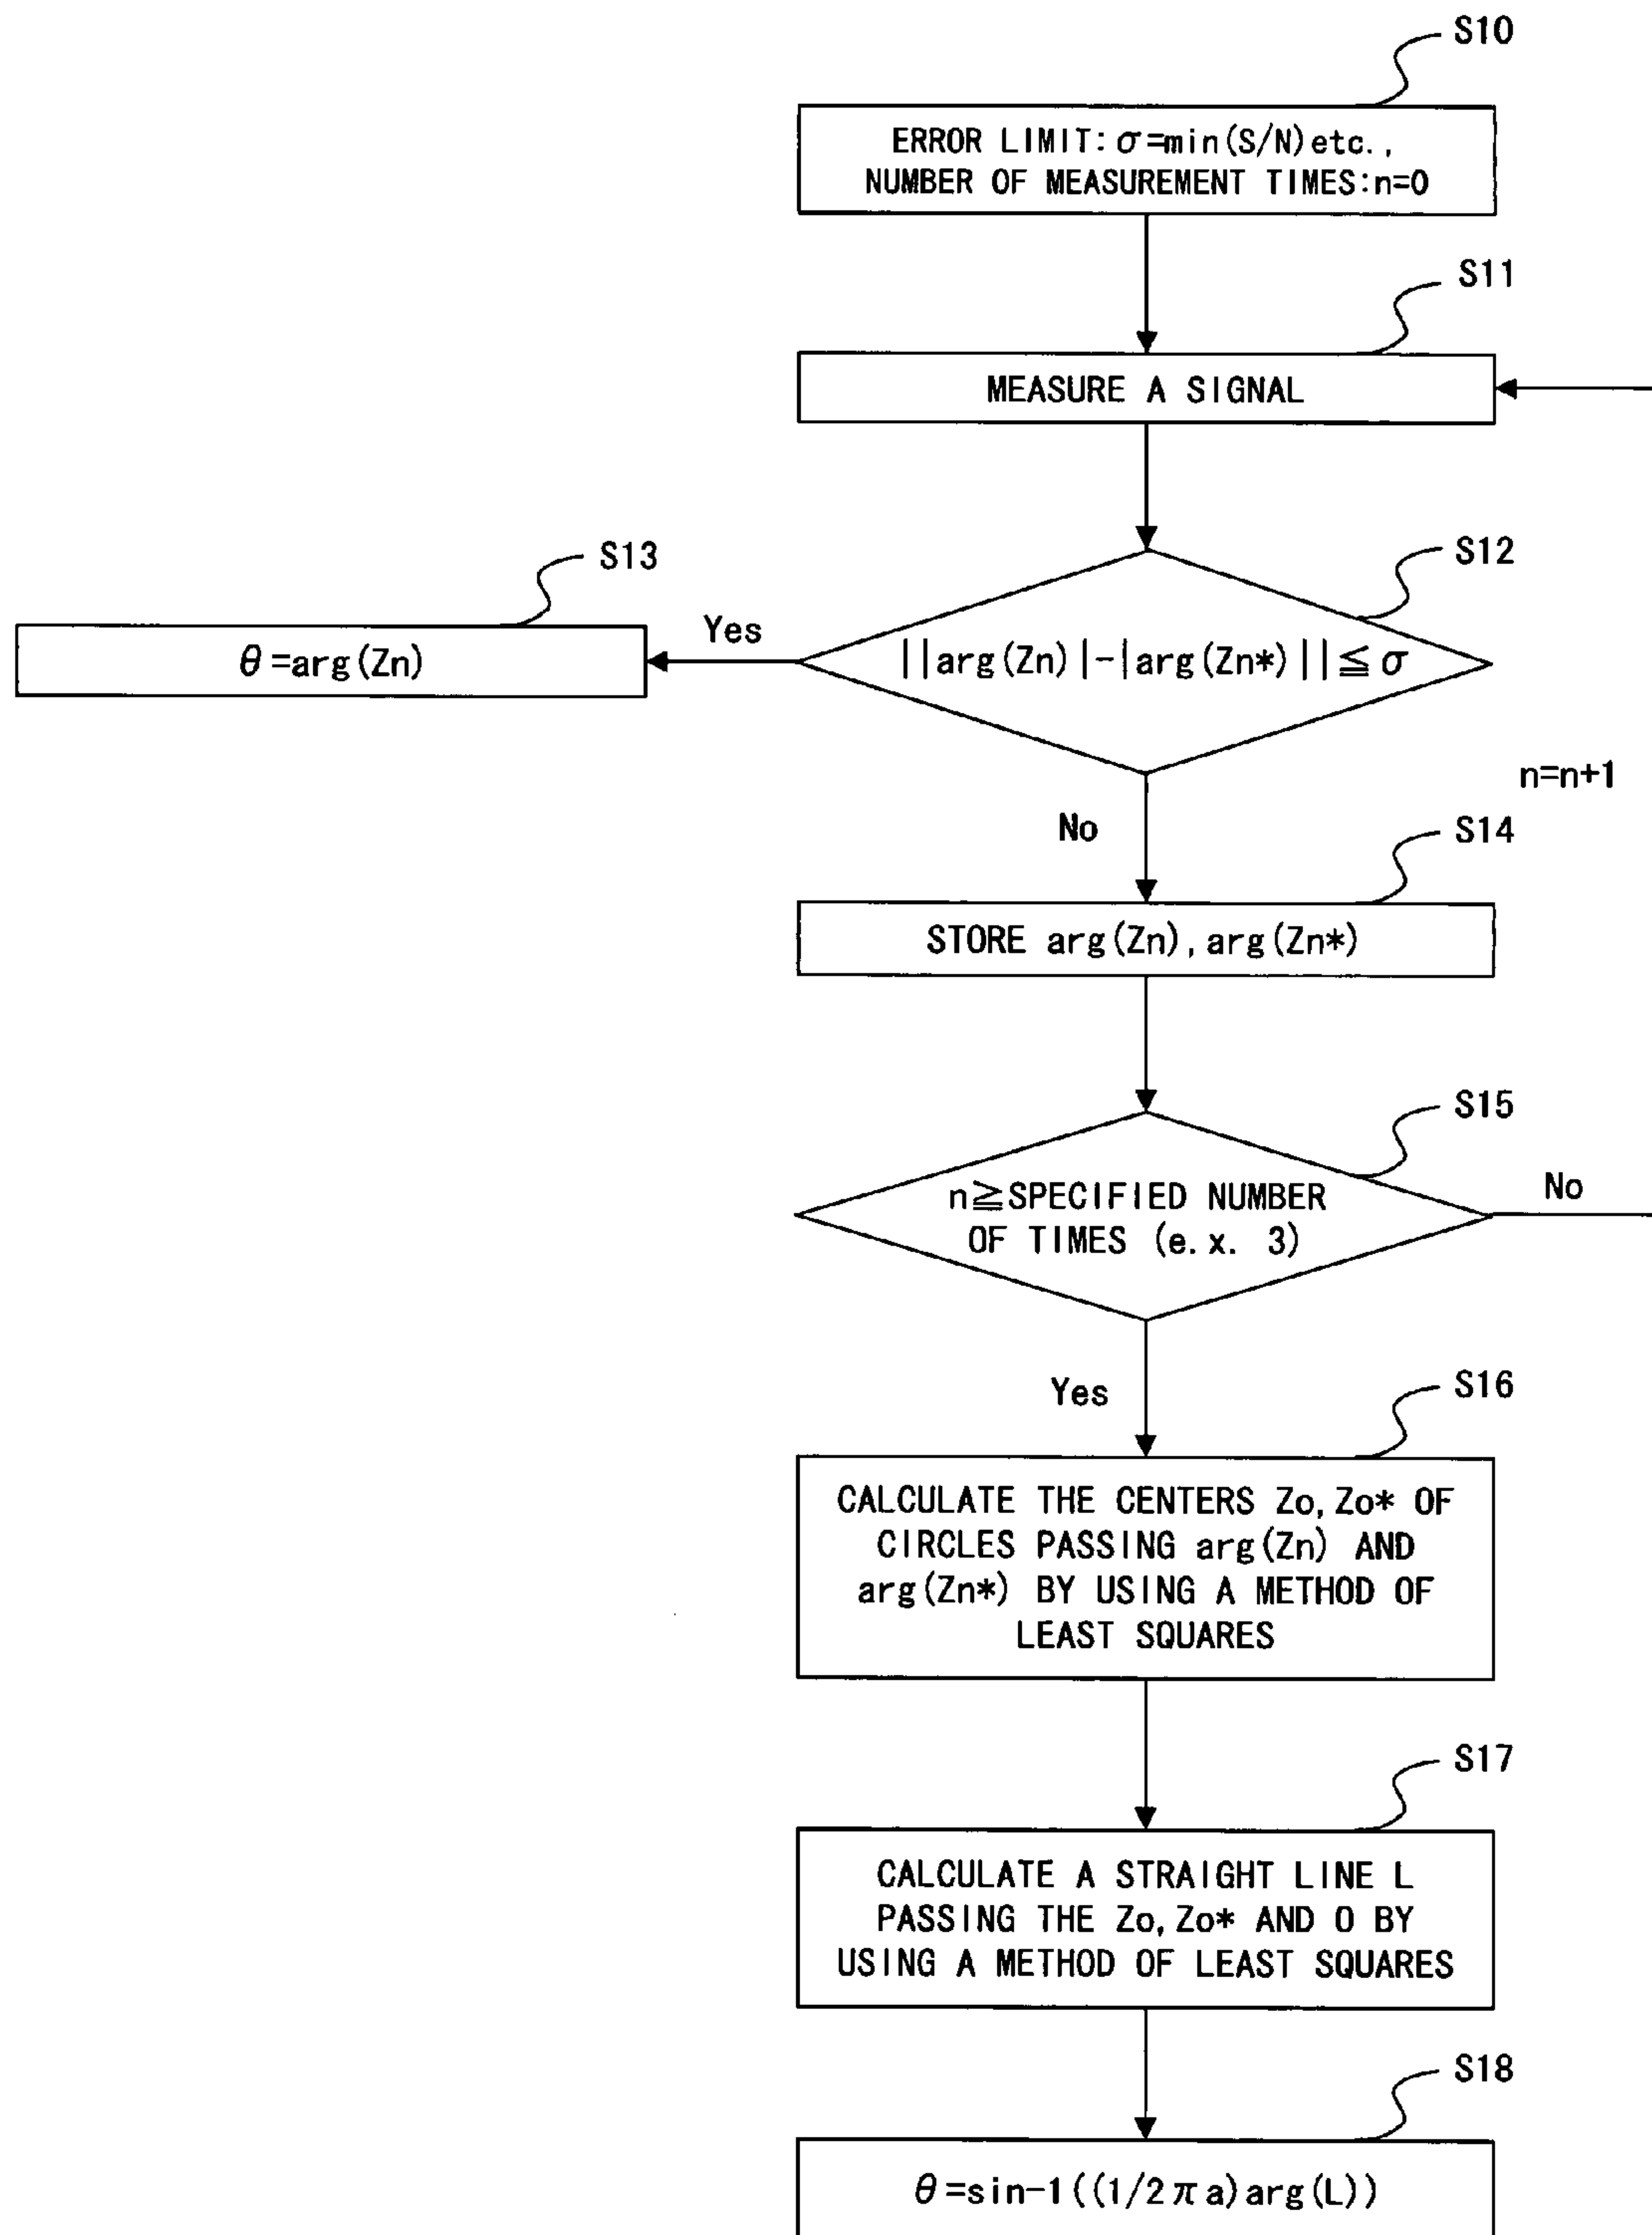 S10
ERROR LIMIT:σ=min(S/N)etc.,
NUMBER OF MEASUREMENT TIMES:n=0
S11
MEASURE A SIGNAL
S12
||arg(Zn)|-|arg(Zn*)||≦σ
S13
Yes
θ=arg(Zn)
n=n+1
No
S14
STORE arg(Zn),arg(Zn*)
S15
n≧SPECIFIED NUMBER
OF TIMES (e.x. 3)
No
Yes
S16
CALCULATE THE CENTERS Zo,Zo* OF
CIRCLES PASSING arg(Zn) AND
arg(Zn*) BY USING A METHOD OF
LEAST SQUARES
S17
CALCULATE A STRAIGHT LINE L
PASSING THE Zo,Zo* AND O BY
USING A METHOD OF LEAST SQUARES
S18
θ=sin-1((1/2πa)arg(L))